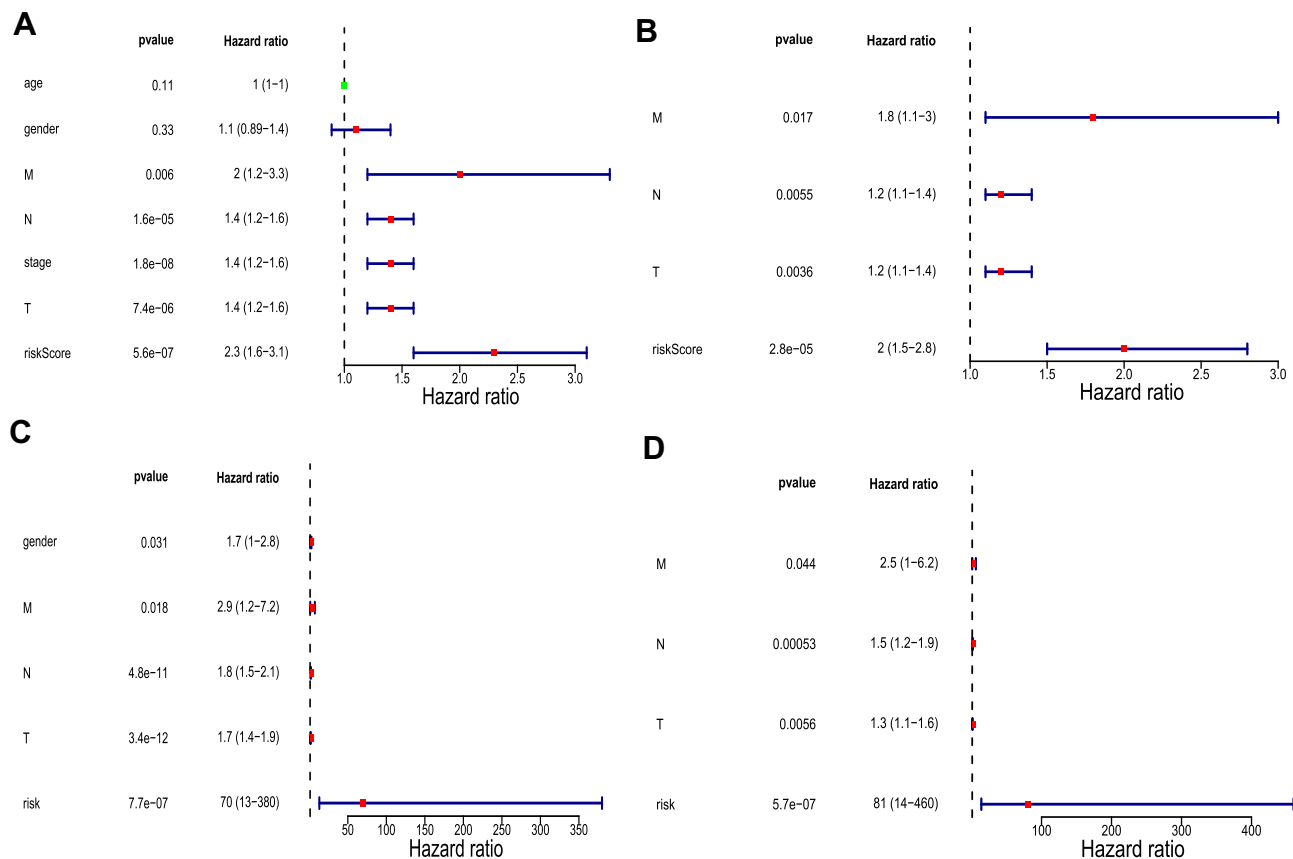 A
pvalue Hazard ratio
age 0.11 1 (1−1)
gender 0.33 1.1 (0.89−1.4)
M 0.006 2 (1.2−3.3)
N 1.6e−05 1.4 (1.2−1.6)
stage 1.8e−08 1.4 (1.2−1.6)
T 7.4e−06 1.4 (1.2−1.6)
riskScore 5.6e−07 2.3 (1.6−3.1)
1.0 1.5 2.0 2.5 3.0
Hazard ratio
B
pvalue Hazard ratio
M 0.017 1.8 (1.1−3)
N 0.0055 1.2 (1.1−1.4)
T 0.0036 1.2 (1.1−1.4)
riskScore 2.8e−05 2 (1.5−2.8)
1.0 1.5 2.0 2.5 3.0
Hazard ratio
C
pvalue Hazard ratio
gender 0.031 1.7 (1−2.8)
M 0.018 2.9 (1.2−7.2)
N 4.8e−11 1.8 (1.5−2.1)
T 3.4e−12 1.7 (1.4−1.9)
risk 7.7e−07 70 (13−380)
50 100 150 200 250 300 350
Hazard ratio
D
pvalue Hazard ratio
M 0.044 2.5 (1−6.2)
N 0.00053 1.5 (1.2−1.9)
T 0.0056 1.3 (1.1−1.6)
risk 5.7e−07 81 (14−460)
100 200 300 400
Hazard ratio